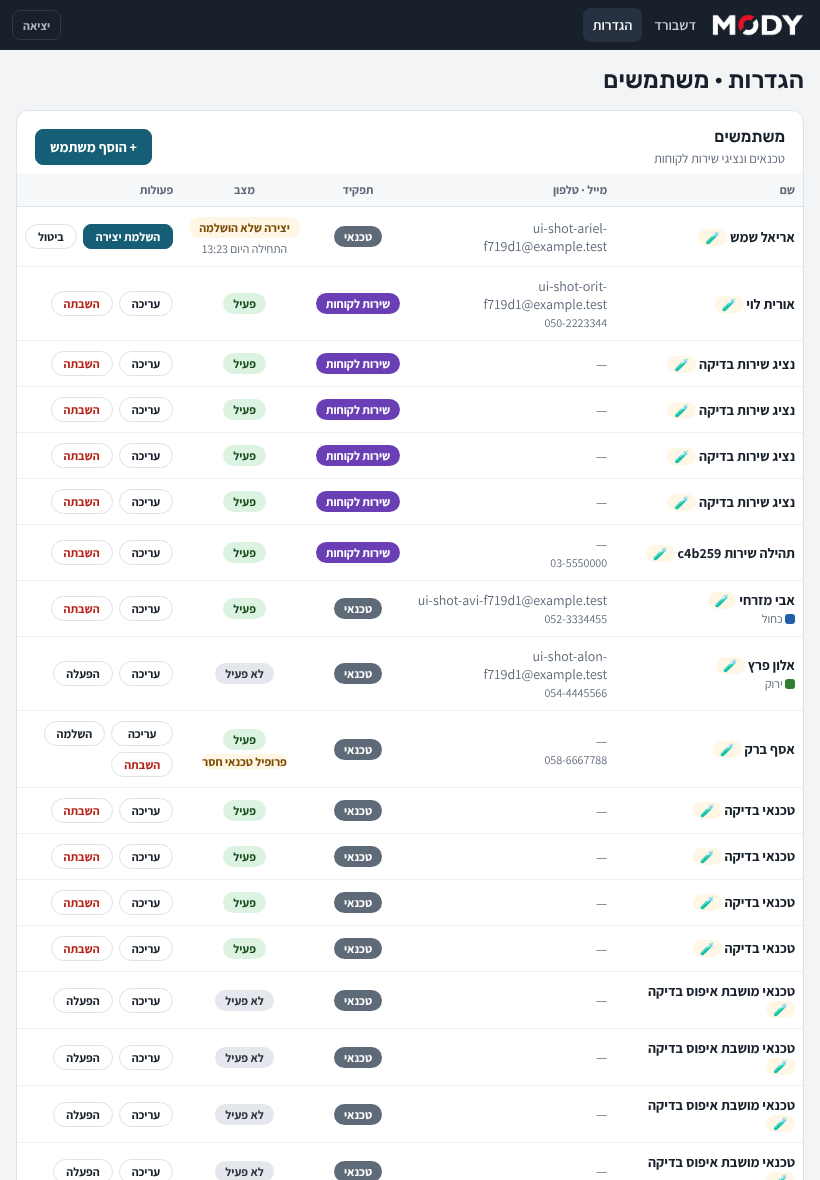 MODY
דשבורד
הגדרות
יציאה
הגדרות • משתמשים
משתמשים
טכנאים ונציגי שירות לקוחות
+ הוסף משתמש
שם
מייל · טלפון
תפקיד
מצב
פעולות
אריאל שמש 🧪
ui-shot-ariel-
f719d1@example.test
טכנאי
יצירה שלא הושלמה
התחילה היום 13:23
השלמת יצירה
ביטול
אורית לוי 🧪
ui-shot-orit-
f719d1@example.test
050-2223344
שירות לקוחות
פעיל
עריכה
השבתה
נציג שירות בדיקה 🧪
—
שירות לקוחות
פעיל
עריכה
השבתה
נציג שירות בדיקה 🧪
—
שירות לקוחות
פעיל
עריכה
השבתה
נציג שירות בדיקה 🧪
—
שירות לקוחות
פעיל
עריכה
השבתה
נציג שירות בדיקה 🧪
—
שירות לקוחות
פעיל
עריכה
השבתה
תהילה שירות c4b259 🧪
—
03-5550000
שירות לקוחות
פעיל
עריכה
השבתה
אבי מזרחי 🧪
כחול
ui-shot-avi-f719d1@example.test
052-3334455
טכנאי
פעיל
עריכה
השבתה
אלון פרץ 🧪
ירוק
ui-shot-alon-
f719d1@example.test
054-4445566
טכנאי
לא פעיל
עריכה
הפעלה
אסף ברק 🧪
—
058-6667788
טכנאי
פעיל
פרופיל טכנאי חסר
עריכה
השלמה
השבתה
טכנאי בדיקה 🧪
—
טכנאי
פעיל
עריכה
השבתה
טכנאי בדיקה 🧪
—
טכנאי
פעיל
עריכה
השבתה
טכנאי בדיקה 🧪
—
טכנאי
פעיל
עריכה
השבתה
טכנאי בדיקה 🧪
—
טכנאי
פעיל
עריכה
השבתה
טכנאי מושבת איפוס בדיקה
🧪
—
טכנאי
לא פעיל
עריכה
הפעלה
טכנאי מושבת איפוס בדיקה
🧪
—
טכנאי
לא פעיל
עריכה
הפעלה
טכנאי מושבת איפוס בדיקה
🧪
—
טכנאי
לא פעיל
עריכה
הפעלה
טכנאי מושבת איפוס בדיקה
🧪
—
טכנאי
לא פעיל
עריכה
הפעלה